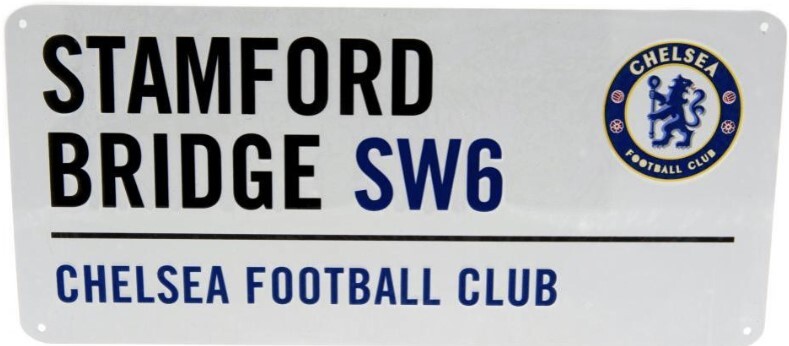 STAMFORD
BRIDGE SW6
CHELSEA
FOOTBALL CLUB
CHELSEA FOOTBALL CLUB